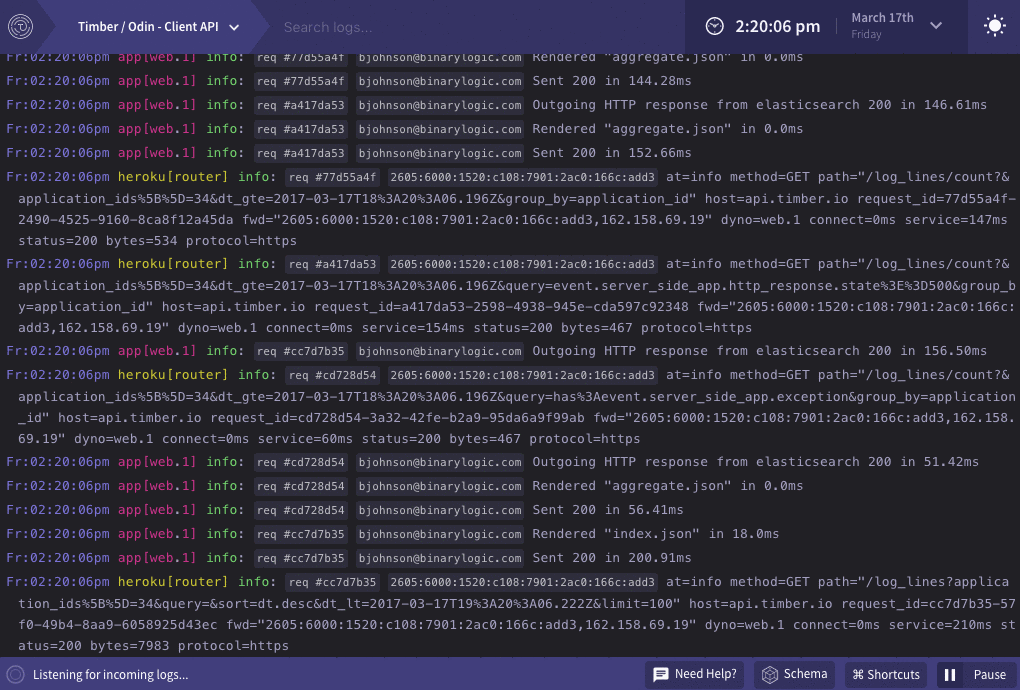 Timber / Odin - Client API
Search logs...
2:20:06 pm
March 17th
Friday
Fr:02:20:06pm app[web.1] info: req #77d55a4f bjohnson@binarylogic.com Rendered "aggregate.json" in 0.0ms
Fr:02:20:06pm app[web.1] info: req #77d55a4f bjohnson@binarylogic.com Sent 200 in 144.28ms
Fr:02:20:06pm app[web.1] info: req #a417da53 bjohnson@binarylogic.com Outgoing HTTP response from elasticsearch 200 in 146.61ms
Fr:02:20:06pm app[web.1] info: req #a417da53 bjohnson@binarylogic.com Rendered "aggregate.json" in 0.0ms
Fr:02:20:06pm app[web.1] info: req #a417da53 bjohnson@binarylogic.com Sent 200 in 152.66ms
Fr:02:20:06pm heroku[router] info: req #77d55a4f 2605:6000:1520:c108:7901:2ac0:166c:add3 at=info method=GET path="/log_lines/count?&
application_ids%5B%5D=34&dt_gte=2017-03-17T18%3A20%3A06.196Z&group_by=application_id" host=api.timber.io request_id=77d55a4f-
2490-4525-9160-8ca8f12a45da fwd="2605:6000:1520:c108:7901:2ac0:166c:add3,162.158.69.19" dyno=web.1 connect=0ms service=147ms
status=200 bytes=534 protocol=https
Fr:02:20:06pm heroku[router] info: req #a417da53 2605:6000:1520:c108:7901:2ac0:166c:add3 at=info method=GET path="/log_lines/count?&
application_ids%5B%5D=34&dt_gte=2017-03-17T18%3A20%3A06.196Z&query=event.server_side_app.http_response.state%3E%3D500&group_b
y=application_id" host=api.timber.io request_id=a417da53-2598-4938-945e-cda597c92348 fwd="2605:6000:1520:c108:7901:2ac0:166c:
add3,162.158.69.19" dyno=web.1 connect=0ms service=154ms status=200 bytes=467 protocol=https
Fr:02:20:06pm app[web.1] info: req #cc7d7b35 bjohnson@binarylogic.com Outgoing HTTP response from elasticsearch 200 in 156.50ms
Fr:02:20:06pm heroku[router] info: req #cd728d54 2605:6000:1520:c108:7901:2ac0:166c:add3 at=info method=GET path="/log_lines/count?&
application_ids%5B%5D=34&dt_gte=2017-03-17T18%3A20%3A06.196Z&query=has%3Aevent.server_side_app.exception&group_by=application
_id" host=api.timber.io request_id=cd728d54-3a32-42fe-b2a9-95da6a9f99ab fwd="2605:6000:1520:c108:7901:2ac0:166c:add3,162.158.
69.19" dyno=web.1 connect=0ms service=60ms status=200 bytes=467 protocol=https
Fr:02:20:06pm app[web.1] info: req #cd728d54 bjohnson@binarylogic.com Outgoing HTTP response from elasticsearch 200 in 51.42ms
Fr:02:20:06pm app[web.1] info: req #cd728d54 bjohnson@binarylogic.com Rendered "aggregate.json" in 0.0ms
Fr:02:20:06pm app[web.1] info: req #cd728d54 bjohnson@binarylogic.com Sent 200 in 56.41ms
Fr:02:20:06pm app[web.1] info: req #cc7d7b35 bjohnson@binarylogic.com Rendered "index.json" in 18.0ms
Fr:02:20:06pm app[web.1] info: req #cc7d7b35 bjohnson@binarylogic.com Sent 200 in 200.91ms
Fr:02:20:06pm heroku[router] info: req #cc7d7b35 2605:6000:1520:c108:7901:2ac0:166c:add3 at=info method=GET path="/log_lines?applica
tion_ids%5B%5D=34&query=&sort=dt.desc&dt_lt=2017-03-17T19%3A20%3A06.222Z&limit=100" host=api.timber.io request_id=cc7d7b35-57
f0-49b4-8aa9-6058925d43ec fwd="2605:6000:1520:c108:7901:2ac0:166c:add3,162.158.69.19" dyno=web.1 connect=0ms service=210ms st
atus=200 bytes=7983 protocol=https
Listening for incoming logs...
Need Help?
Schema
⌘ Shortcuts
Pause